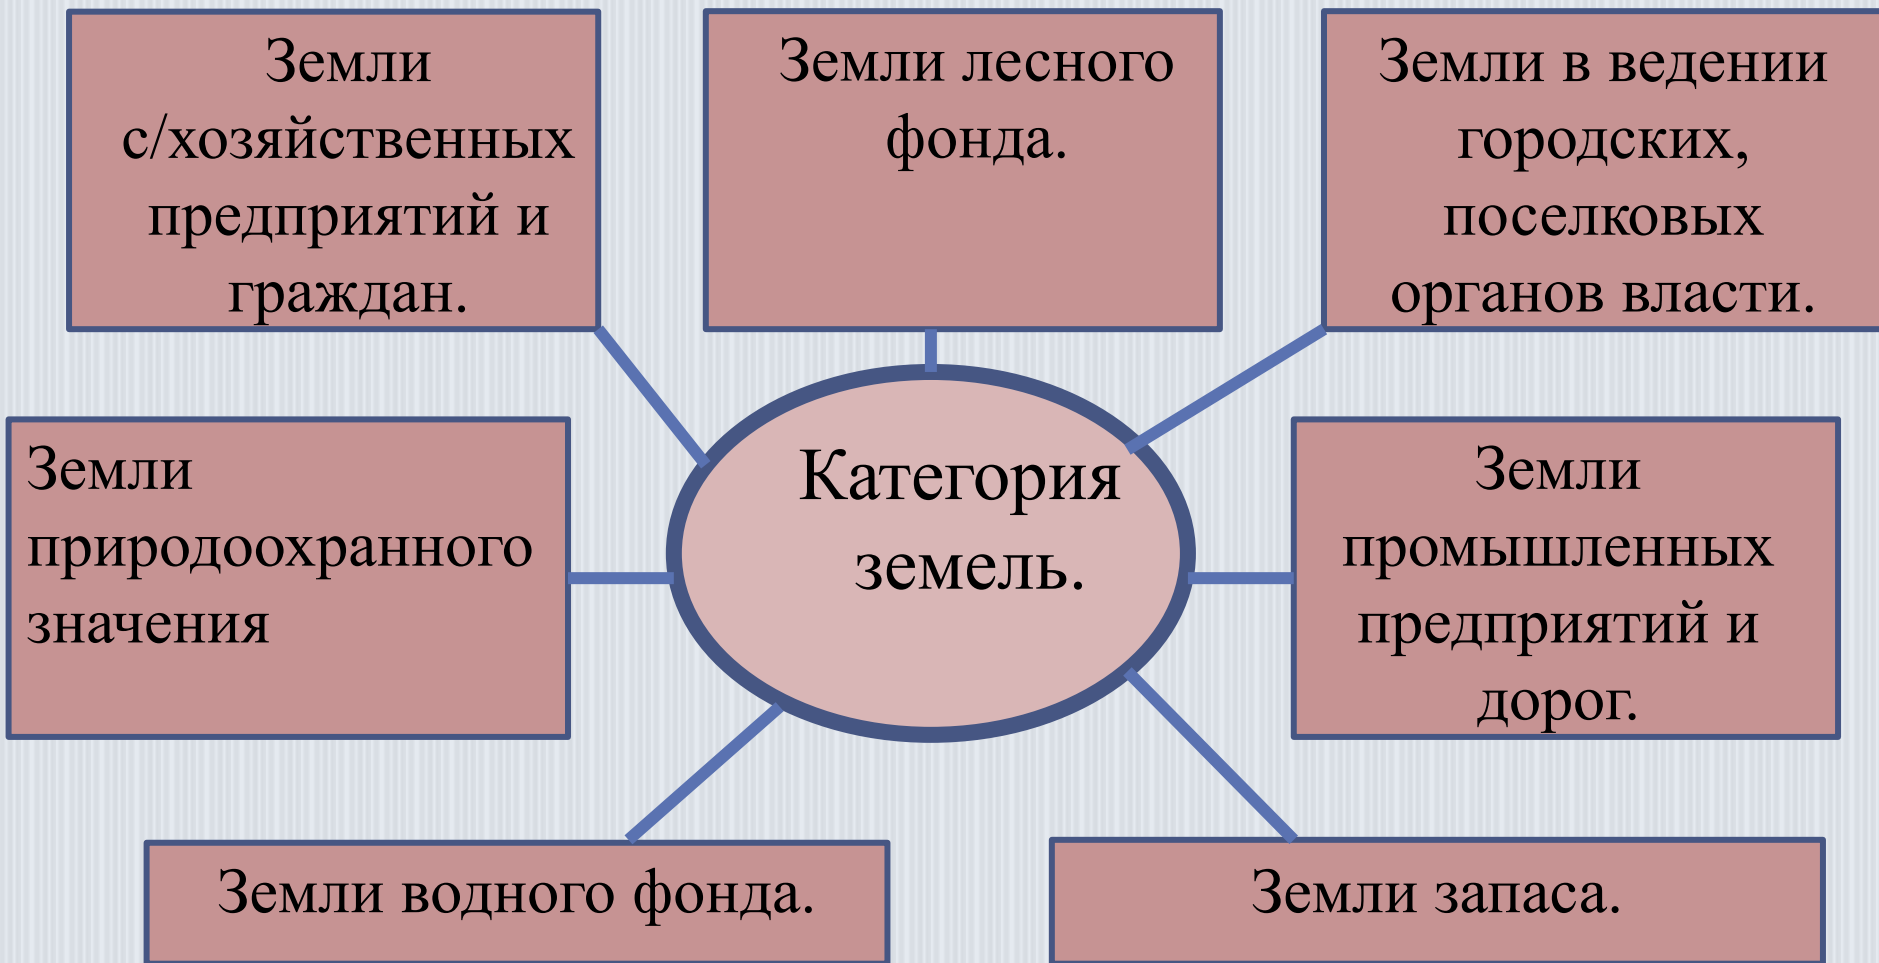 Земли
с/хозяйственных
предприятий и
граждан.
Земли лесного
фонда.
Земли в ведении
городских,
поселковых
органов власти.
Земли
природоохранного
значения
Категория
земель.
Земли
промышленных
предприятий и
дорог.
Земли водного фонда.
Земли запаса.